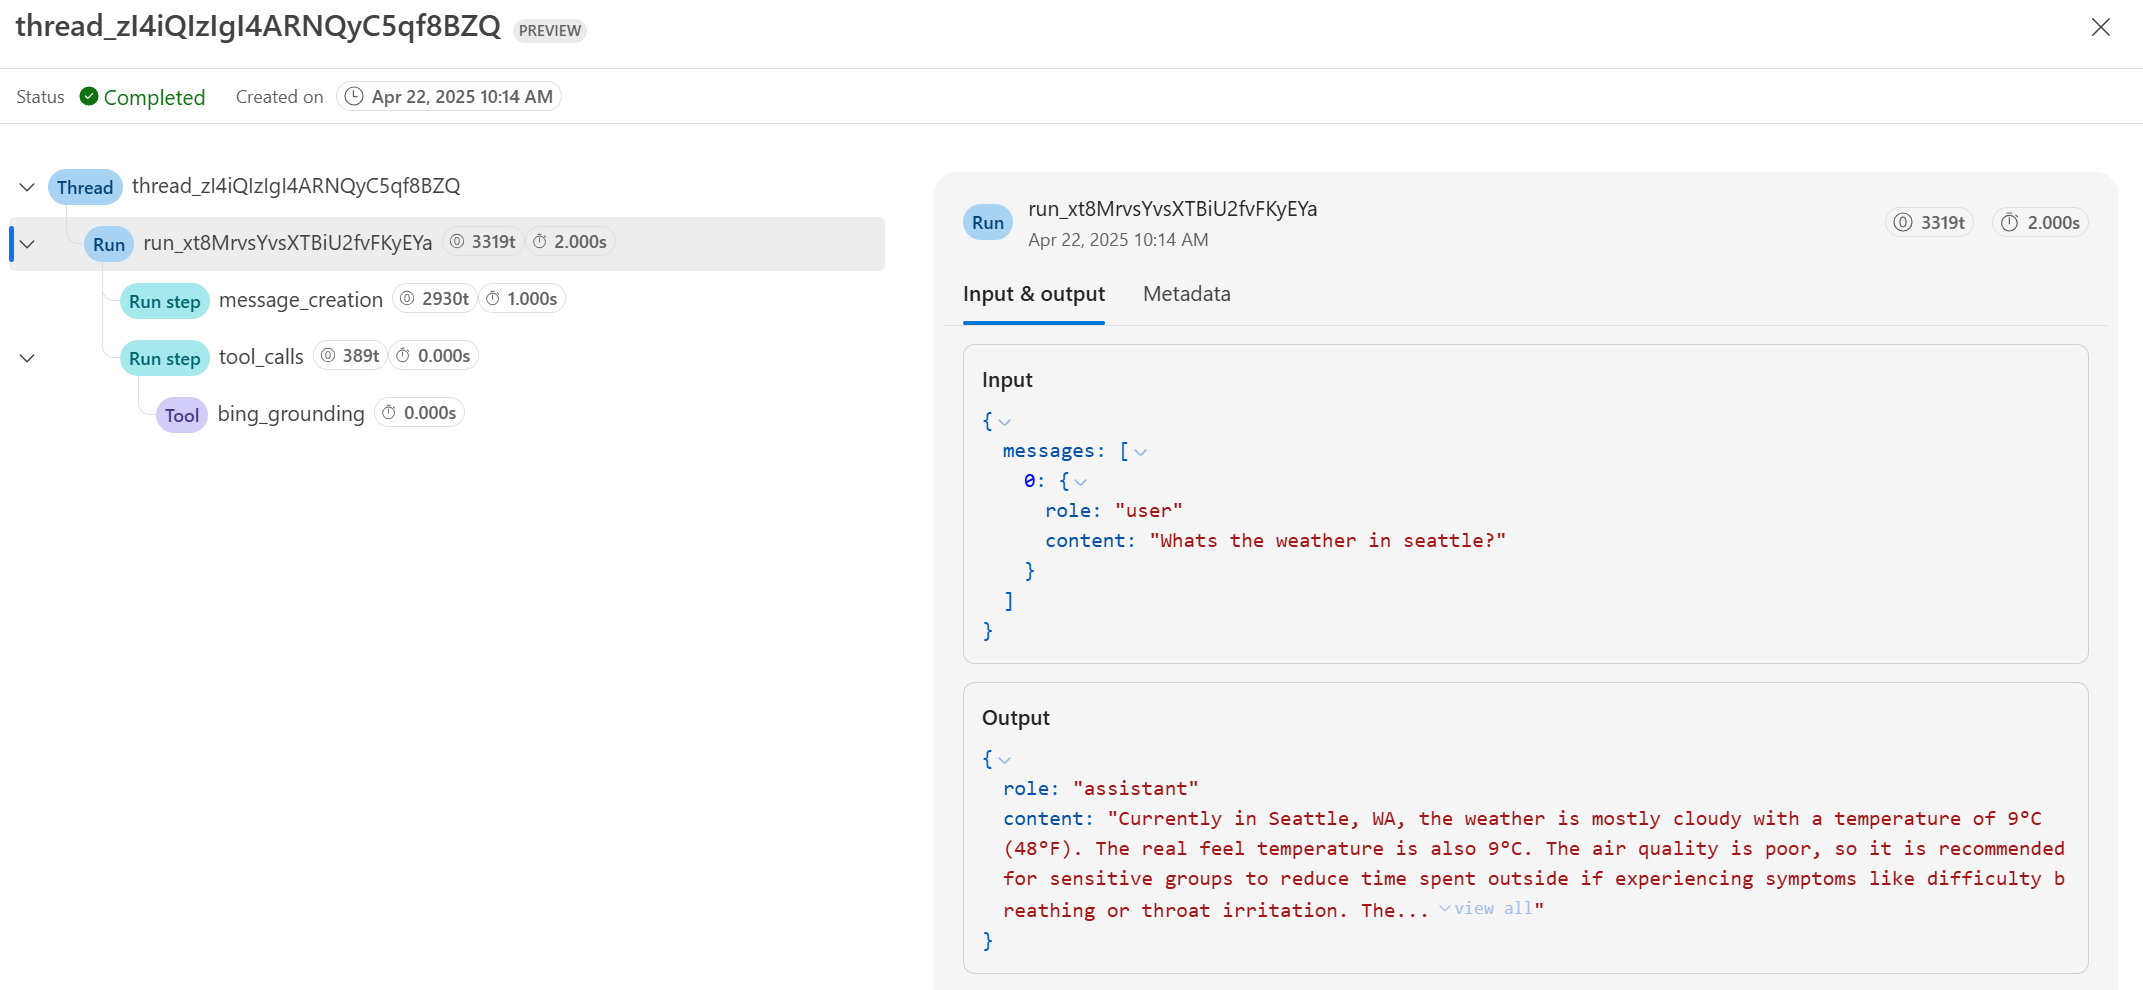 thread_zI4iQIzIgI4ARNQyC5qf8BZQ PREVIEW
Status Completed Created on Apr 22, 2025 10:14 AM
Thread thread_zI4iQIzIgI4ARNQyC5qf8BZQ
Run run_xt8MrvsYvsXTBiU2fvFKyEYa 3319t 2.000s
Run step message_creation 2930t 1.000s
Run step tool_calls 389t 0.000s
Tool bing_grounding 0.000s
Run run_xt8MrvsYvsXTBiU2fvFKyEYa 3319t 2.000s
Apr 22, 2025 10:14 AM
Input & output Metadata
Input
{
messages: [
0: {
role: "user"
content: "Whats the weather in seattle?"
}
]
}
Output
{
role: "assistant"
content: "Currently in Seattle, WA, the weather is mostly cloudy with a temperature of 9°C
(48°F). The real feel temperature is also 9°C. The air quality is poor, so it is recommended
for sensitive groups to reduce time spent outside if experiencing symptoms like difficulty b
reathing or throat irritation. The... view all"
}